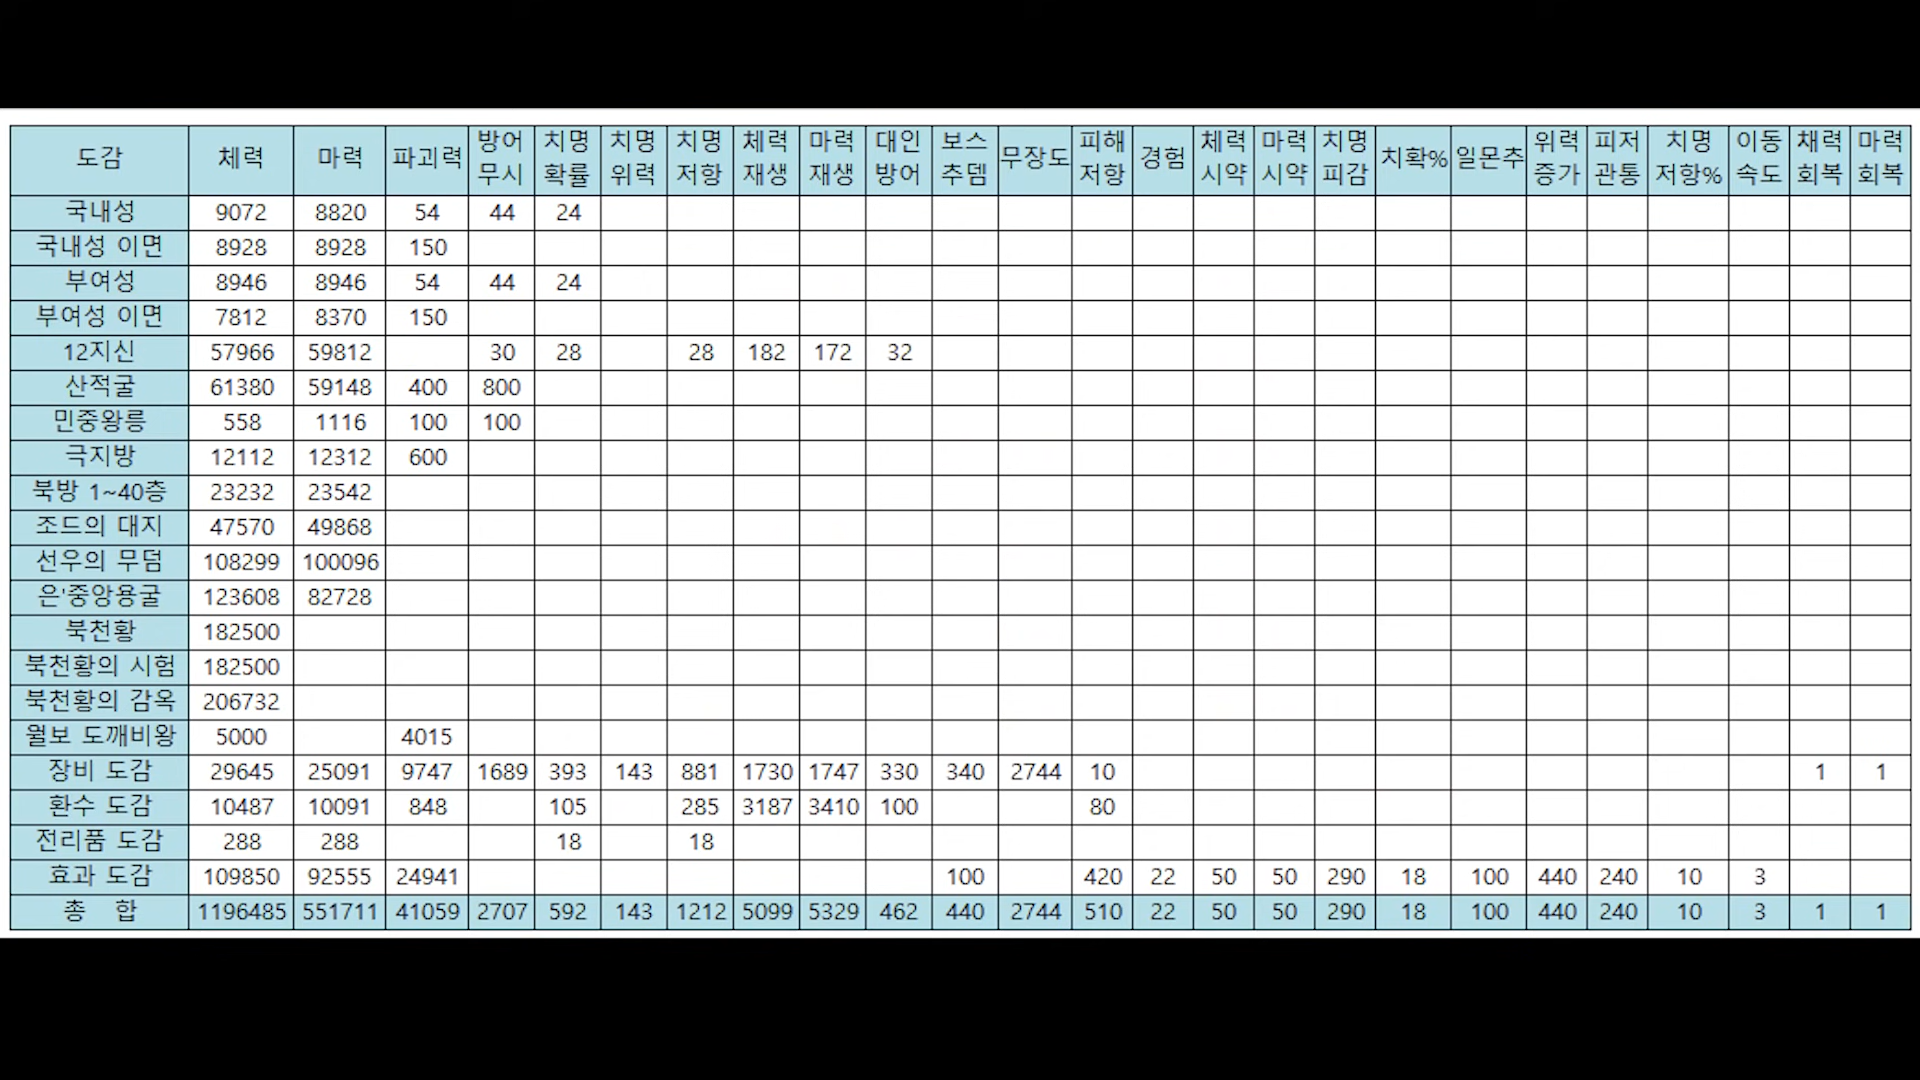 도감 체력 마력 파괴력 방어무시 치명확률 치명위력 치명저항 체력재생 마력재생 대인방어 보스추뎀 무장도 피해저항 경험 체력시약 마력시약 치명피감 치확% 일몬추 위력증가 피저관통 치명저항% 이동속도 채력회복 마력회복
국내성 9072 8820 54 44 24
국내성 이면 8928 8928 150
부여성 8946 8946 54 44 24
부여성 이면 7812 8370 150
12지신 57966 59812 30 28 28 182 172 32
산적굴 61380 59148 400 800
민중왕릉 558 1116 100 100
극지방 12112 12312 600
북방 1~40층 23232 23542
조드의 대지 47570 49868
선우의 무덤 108299 100096
은'중앙용굴 123608 82728
북천황 182500
북천황의 시험 182500
북천황의 감옥 206732
월보 도깨비왕 5000 4015
장비 도감 29645 25091 9747 1689 393 143 881 1730 1747 330 340 2744 10 1 1
환수 도감 10487 10091 848 105 285 3187 3410 100 80
전리품 도감 288 288 18 18
효과 도감 109850 92555 24941 100 420 22 50 50 290 18 100 440 240 10 3
총 합 1196485 551711 41059 2707 592 143 1212 5099 5329 462 440 2744 510 22 50 50 290 18 100 440 240 10 3 1 1